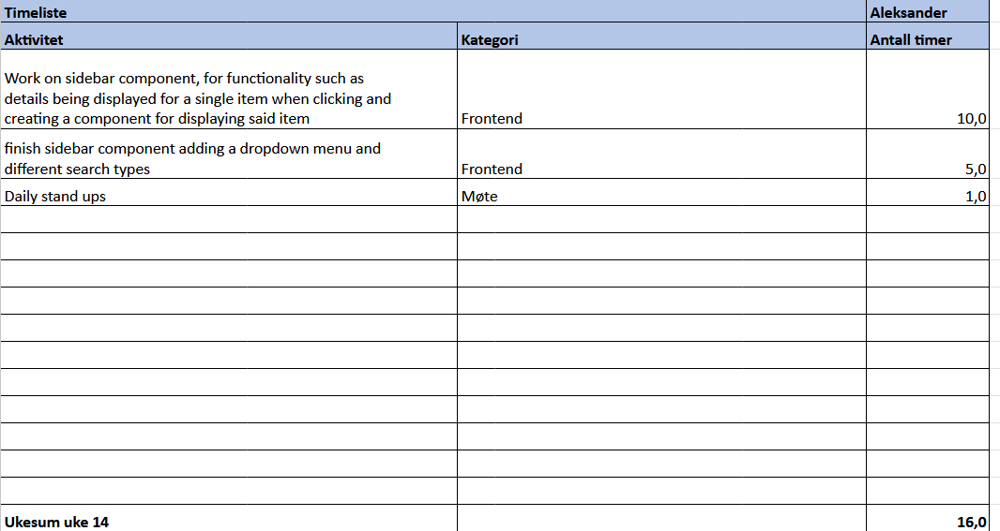 Timeliste Aleksander
Aktivitet Kategori Antall timer
Work on sidebar component, for functionality such as
details being displayed for a single item when clicking and
creating a component for displaying said item Frontend 10,0
finish sidebar component adding a dropdown menu and
different search types Frontend 5,0
Daily stand ups Møte 1,0
Ukesum uke 14 16,0